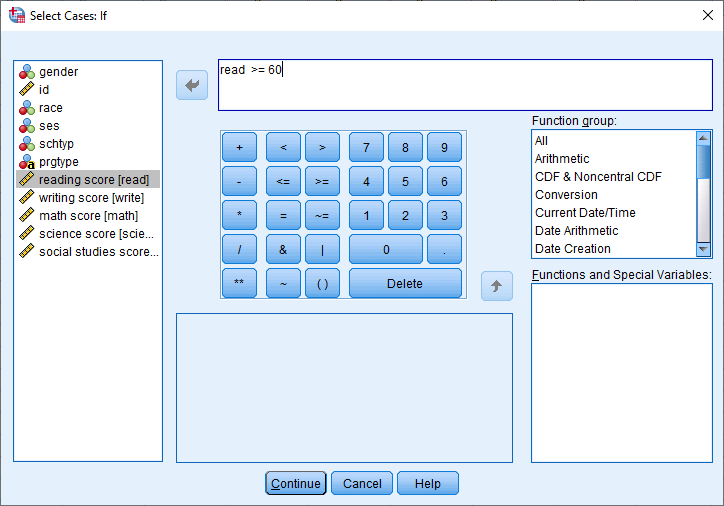 Select Cases: If
gender
id
race
ses
schtyp
a
prgtype
reading score [read]
writing score [write]
math score [math]
science score [scie...
social studies score...
read >= 60
+ < > 7 8 9
- <= >= 4 5 6
* = ~= 1 2 3
/ & | 0 .
** ~ ( ) Delete
Function group:
All
Arithmetic
CDF & Noncentral CDF
Conversion
Current Date/Time
Date Arithmetic
Date Creation
Functions and Special Variables:
Continue Cancel Help